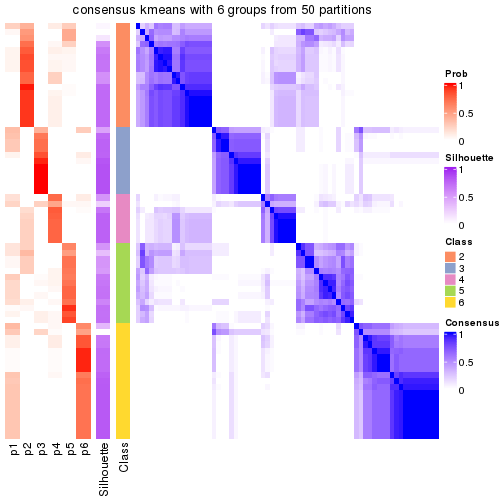 consensus kmeans with 6 groups from 50 partitions
Prob
1
0.5
0
Silhouette
1
0.5
0
Class
2
3
4
5
6
Consensus
1
0.5
0
p1
p2
p3
p4
p5
p6
Silhouette
Class